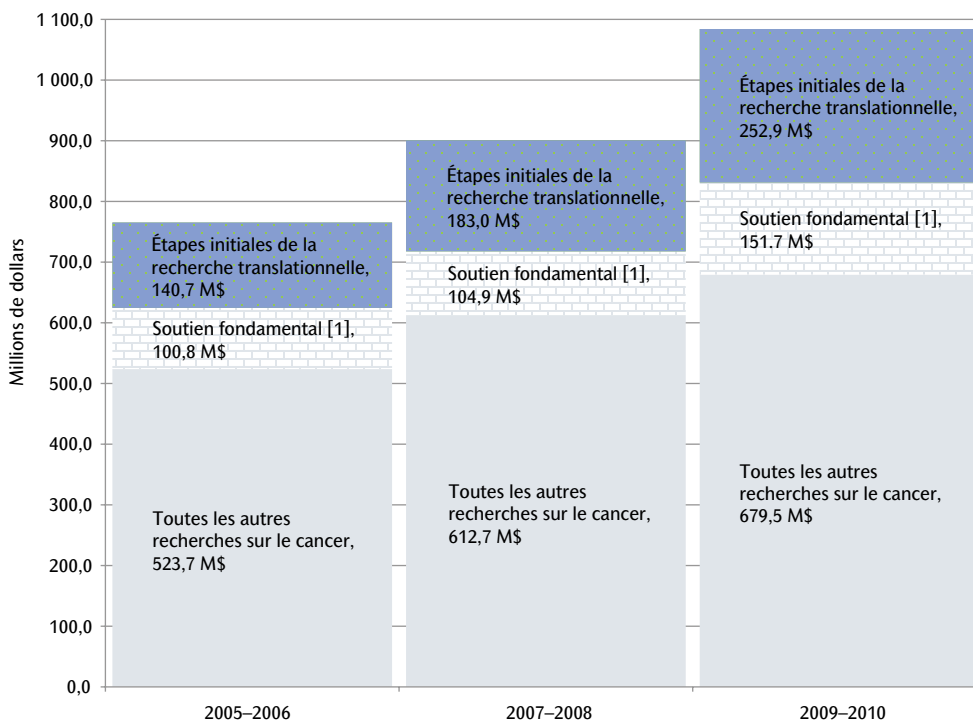 1 100,0
1 000,0
900,0
800,0
700,0
600,0
500,0
400,0
300,0
200,0
100,0
0,0
Millions de dollars
Étapes initiales de la
recherche translationnelle,
140,7 M$
Soutien fondamental [1],
100,8 M$
Toutes les autres
recherches sur le cancer,
523,7 M$
Étapes initiales de la
recherche translationnelle,
183,0 M$
Soutien fondamental [1],
104,9 M$
Toutes les autres
recherches sur le cancer,
612,7 M$
Étapes initiales de la
recherche translationnelle,
252,9 M$
Soutien fondamental [1],
151.7 M$
Toutes les autres
recherches sur le cancer,
679,5 M$
2005–2006
2007–2008
2009–2010